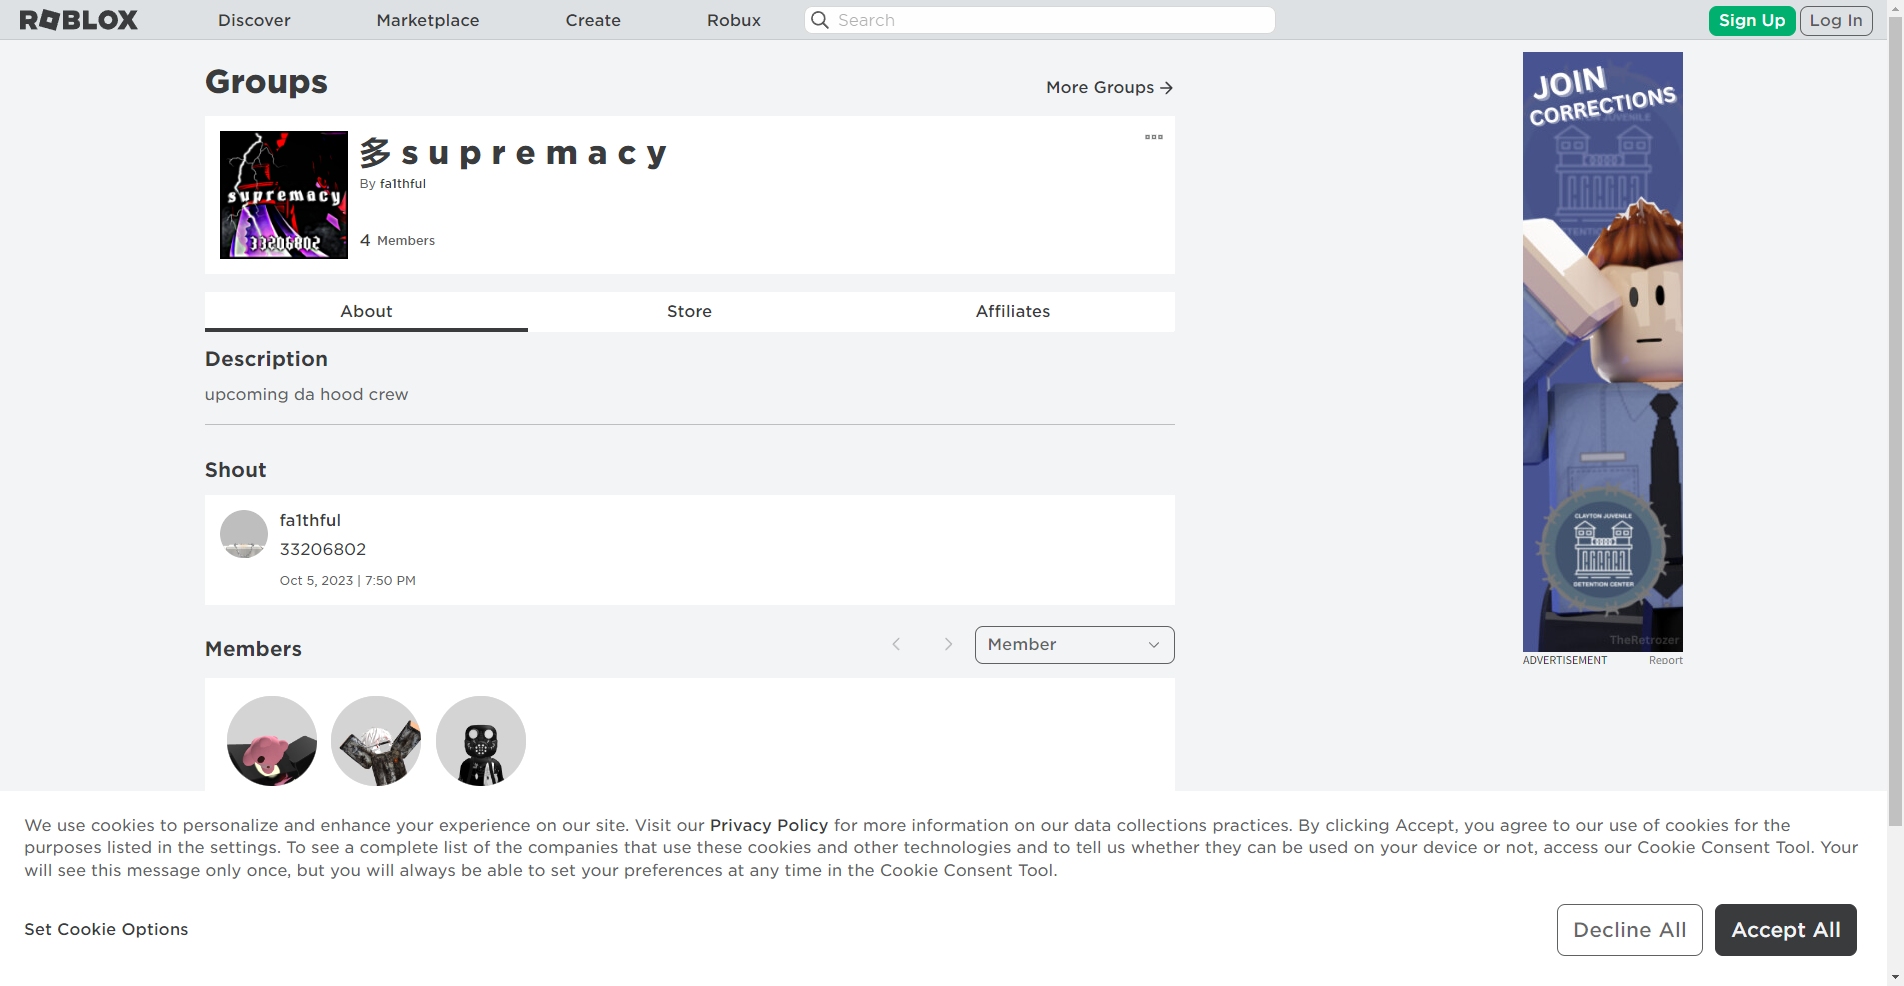 ROBLOX
Discover
Marketplace
Create
Robux
Search
Sign Up
Log In
Groups
More Groups
supremacy
33206802
多 s u p r e m a c y
By fa1thful
4 Members
About
Store
Affiliates
Description
upcoming da hood crew
Shout
fa1thful
33206802
Oct 5, 2023 | 7:50 PM
Members
Member
JOIN
CORRECTIONS
CLAYTON JUVENILE
DETENTION CENTER
TheRetrozer
ADVERTISEMENT
Report
We use cookies to personalize and enhance your experience on our site. Visit our Privacy Policy for more information on our data collections practices. By clicking Accept, you agree to our use of cookies for the
purposes listed in the settings. To see a complete list of the companies that use these cookies and other technologies and to tell us whether they can be used on your device or not, access our Cookie Consent Tool. Your
will see this message only once, but you will always be able to set your preferences at any time in the Cookie Consent Tool.
Set Cookie Options
Decline All
Accept All